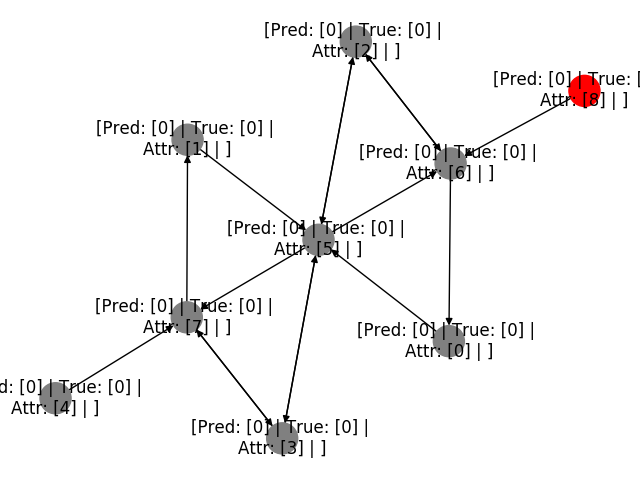 [Pred: [0] | True: [0] |
Attr: [2] | ]
[Pred: [0] | True: [
Attr: [8] | ]
[Pred: [0] | True: [0] |
Attr: [1] | ]
[Pred: [0] | True: [0] |
Attr: [6] | ]
[Pred: [0] | True: [0] |
Attr: [5] | ]
[Pred: [0] | True: [0] |
Attr: [7] | ]
[Pred: [0] | True: [0] |
Attr: [0] | ]
d: [0] | True: [0] |
Attr: [4] | ]
[Pred: [0] | True: [0] |
Attr: [3] | ]